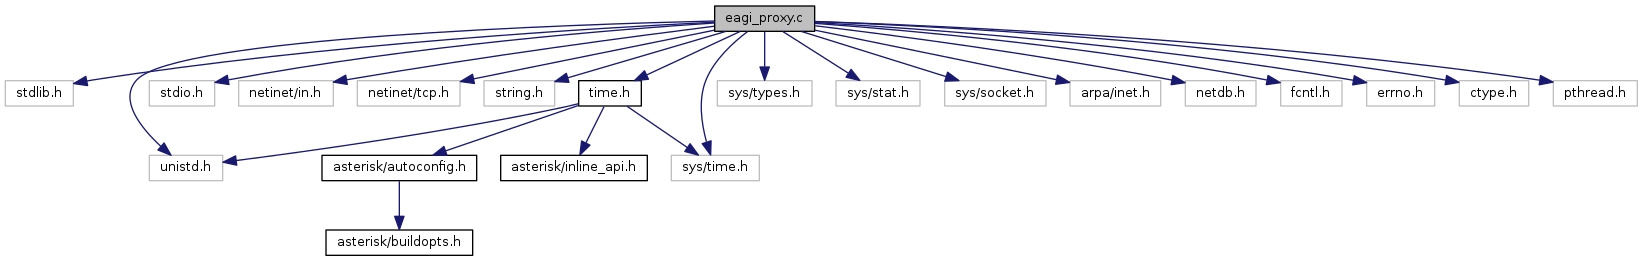 eagi_proxy.c
stdlib.h
stdio.h
netinet/in.h
netinet/tcp.h
string.h
time.h
sys/types.h
sys/stat.h
sys/socket.h
arpa/inet.h
netdb.h
fcntl.h
errno.h
ctype.h
pthread.h
unistd.h
asterisk/autoconfig.h
asterisk/inline_api.h
sys/time.h
asterisk/buildopts.h